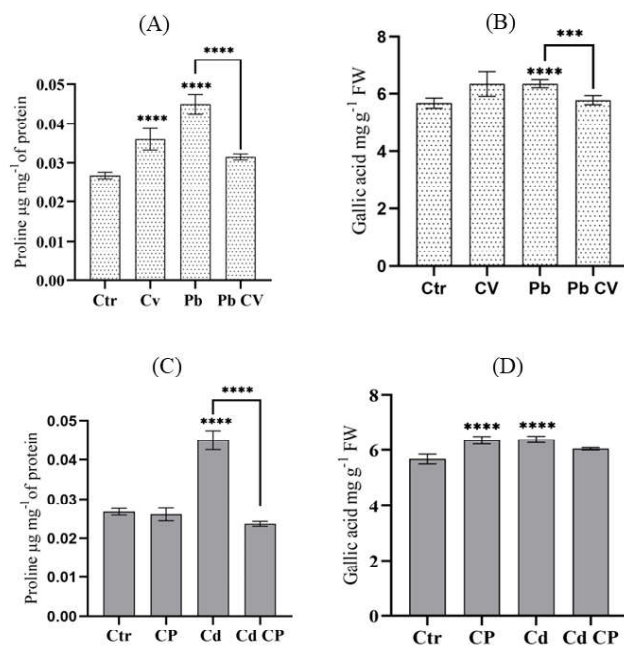 (A)
****
****
****
0.05
0.04
0.03
0.02
0.01
0.00
Proline µg mg⁻¹ of protein
Ctr Cv Pb Pb CV
(B)
***
****
8
6
4
2
0
Gallic acid mg g⁻¹ FW
Ctr CV Pb Pb CV
(C)
****
****
0.05
0.04
0.03
0.02
0.01
0.00
Proline µg mg⁻¹ of protein
Ctr CP Cd Cd CP
(D)
**** ****
8
6
4
2
0
Gallic acid mg g⁻¹ FW
Ctr CP Cd Cd CP